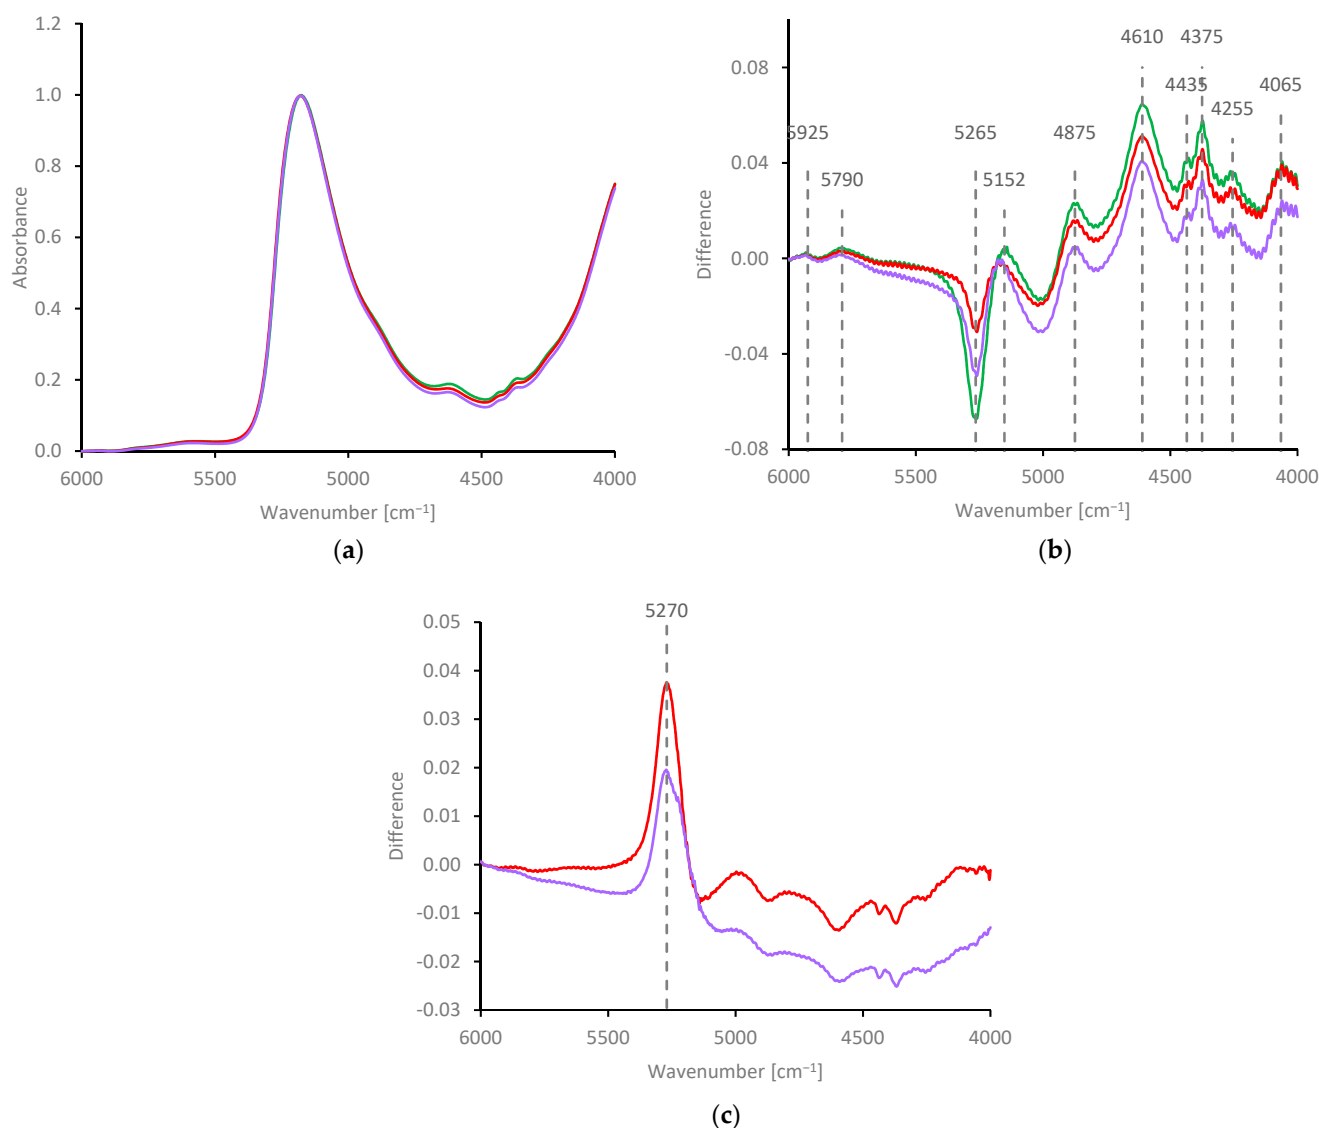 1.2
1.0
0.8
0.6
0.4
0.2
0.0
Absorbance
6000 5500 5000 4500 4000
Wavenumber [cm⁻¹]
(a)
0.08
0.04
0.00
-0.04
-0.08
Difference
5925 5790 5265 5152 4875 4610 4435 4375 4255 4065
6000 5500 5000 4500 4000
Wavenumber [cm⁻¹]
(b)
5270
0.05
0.04
0.03
0.02
0.01
0.00
-0.01
-0.02
-0.03
Difference
6000 5500 5000 4500 4000
Wavenumber [cm⁻¹]
(c)